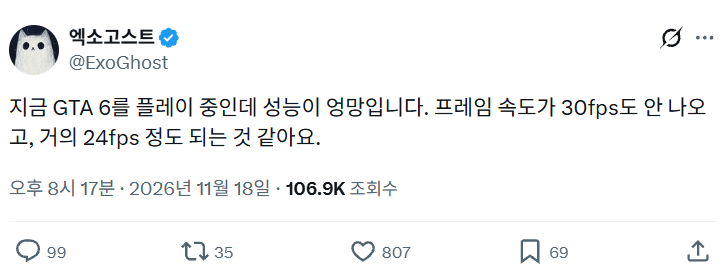 엑소고스트
@ExoGhost
지금 GTA 6를 플레이 중인데 성능이 엉망입니다. 프레임 속도가 30fps도 안 나오
고, 거의 24fps 정도 되는 것 같아요.
오후 8시 17분 · 2026년 11월 18일 · 106.9K 조회수
99 35 807 69